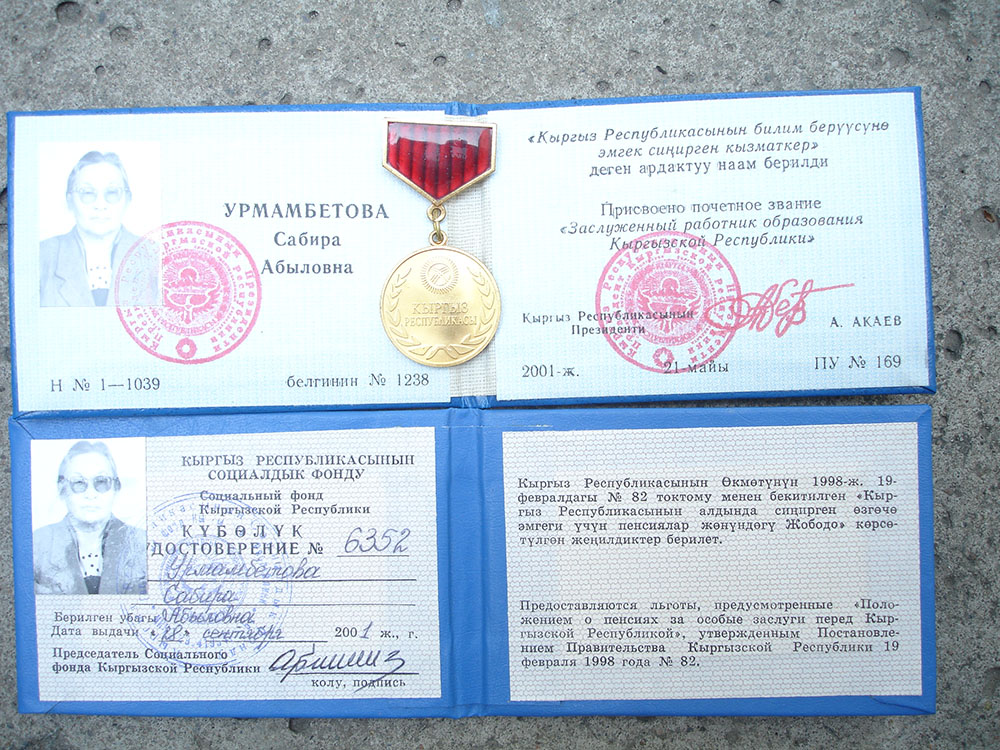 УРМАМБЕТОВА
Сабира
Абыловна
Н № 1—1039
белгинин № 1238
КЫРГЫЗ
РЕСПУБЛИКАСЫ
«Кыргыз Республикасынын билим берүүсүнө
эмгек сиңирген кызматкер»
деген ардактуу наам берилди
Присвоено почетное звание
«Заслуженный работник образования
Кыргызской Республики»
Кыргыз Республикасынын
Президенти
А. АКАЕВ
2001-ж.
21-майы
ПУ № 169
КЫРГЫЗ РЕСПУБЛИКАСЫНЫН
СОЦИАЛДЫК ФОНДУ
Социальный фонд
Кыргызской Республики
КҮБӨЛҮК
УДОСТОВЕРЕНИЕ № 6352
Урмамбетова
Сабира
Берилген убагы Абыловна
Дата выдачи «18» сентября 2001 ж., г.
Председатель Социального
фонда Кыргызской Республики
колу, подпись
Кыргыз Республикасынын Өкмөтүнүн 1998-ж. 19-
февралдагы № 82 токтому менен бекитилген «Кыр-
гыз Республикасынын алдында сиңирген өзгөчө
эмгеги үчүн пенсиялар жөнүндөгү Жободо» көрсө-
түлгөн жеңилдиктер берилет.
Предоставляются льготы, предусмотренные «Поло-
жением о пенсиях за особые заслуги перед Кыр-
гызской Республикой», утвержденным Постановле-
нием Правительства Кыргызской Республики 19
февраля 1998 года № 82.